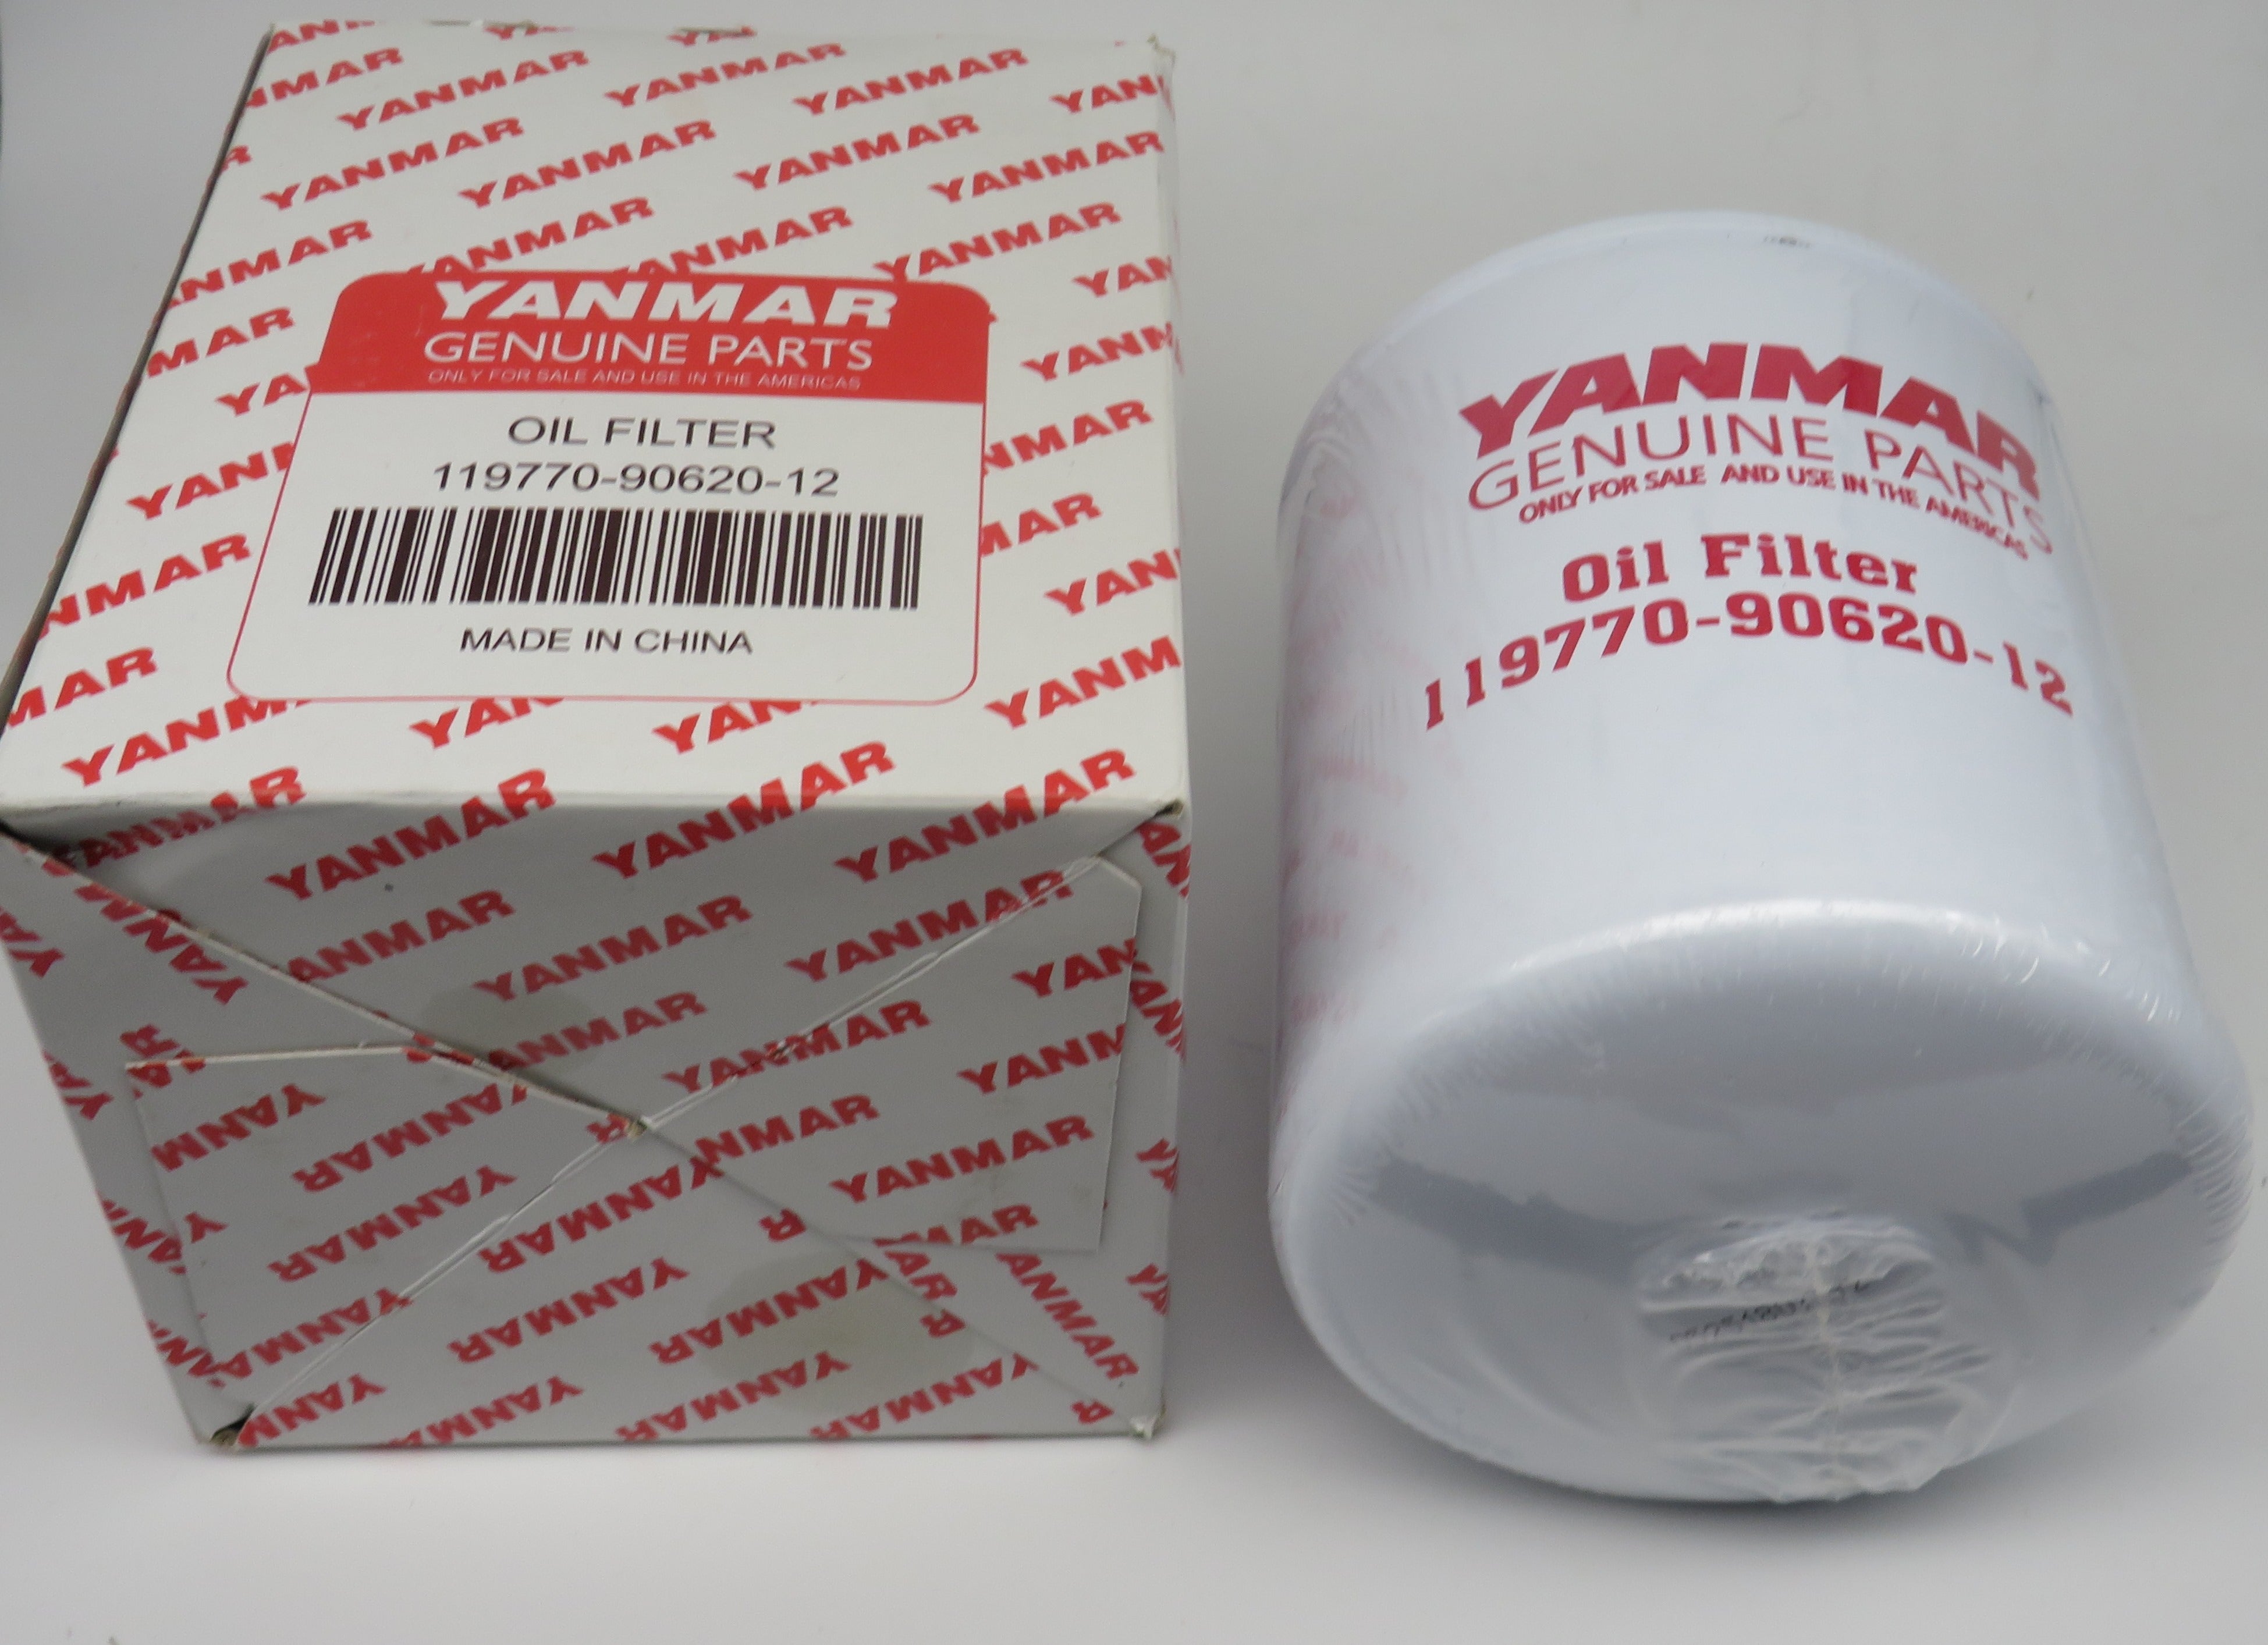 YANMAR
GENUINE PARTS
ONLY FOR SALE AND USE IN THE AMERICAS
OIL FILTER
119770-90620-12
MADE IN CHINA
YANMAR
GENUINE PARTS
ONLY FOR SALE AND USE IN THE AMERICAS
Oil Filter
119770-90620-12